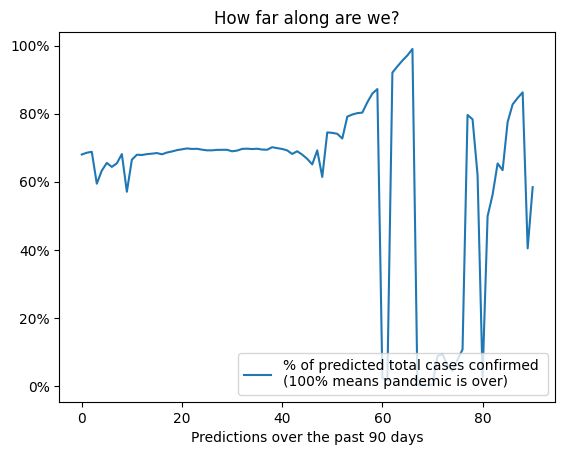 How far along are we?
100%
80%
60%
40%
20%
0%
% of predicted total cases confirmed
(100% means pandemic is over)
0
20
40
60
80
Predictions over the past 90 days